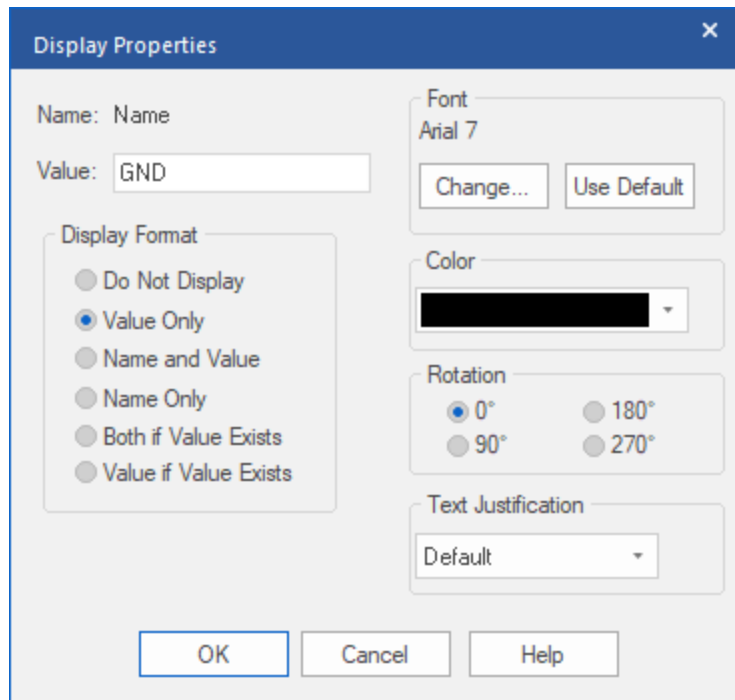 Display Properties
Name: Name
Value: GND
Display Format
Do Not Display
Value Only
Name and Value
Name Only
Both if Value Exists
Value if Value Exists
Font
Arial 7
Change... Use Default
Color
Rotation
0° 180°
90° 270°
Text Justification
Default
OK Cancel Help